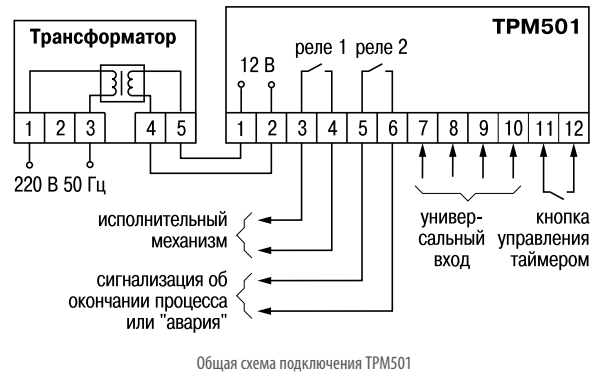 Трансформатор
ТРМ501
реле 1 реле 2
12 В
1 2 3 4 5
1 2 3 4 5 6 7 8 9 10 11 12
220 В 50 Гц
исполнительный
механизм
сигнализация об
окончании процесса
или "авария"
универ-
сальный
вход
кнопка
управления
таймером
Общая схема подключения ТРМ501